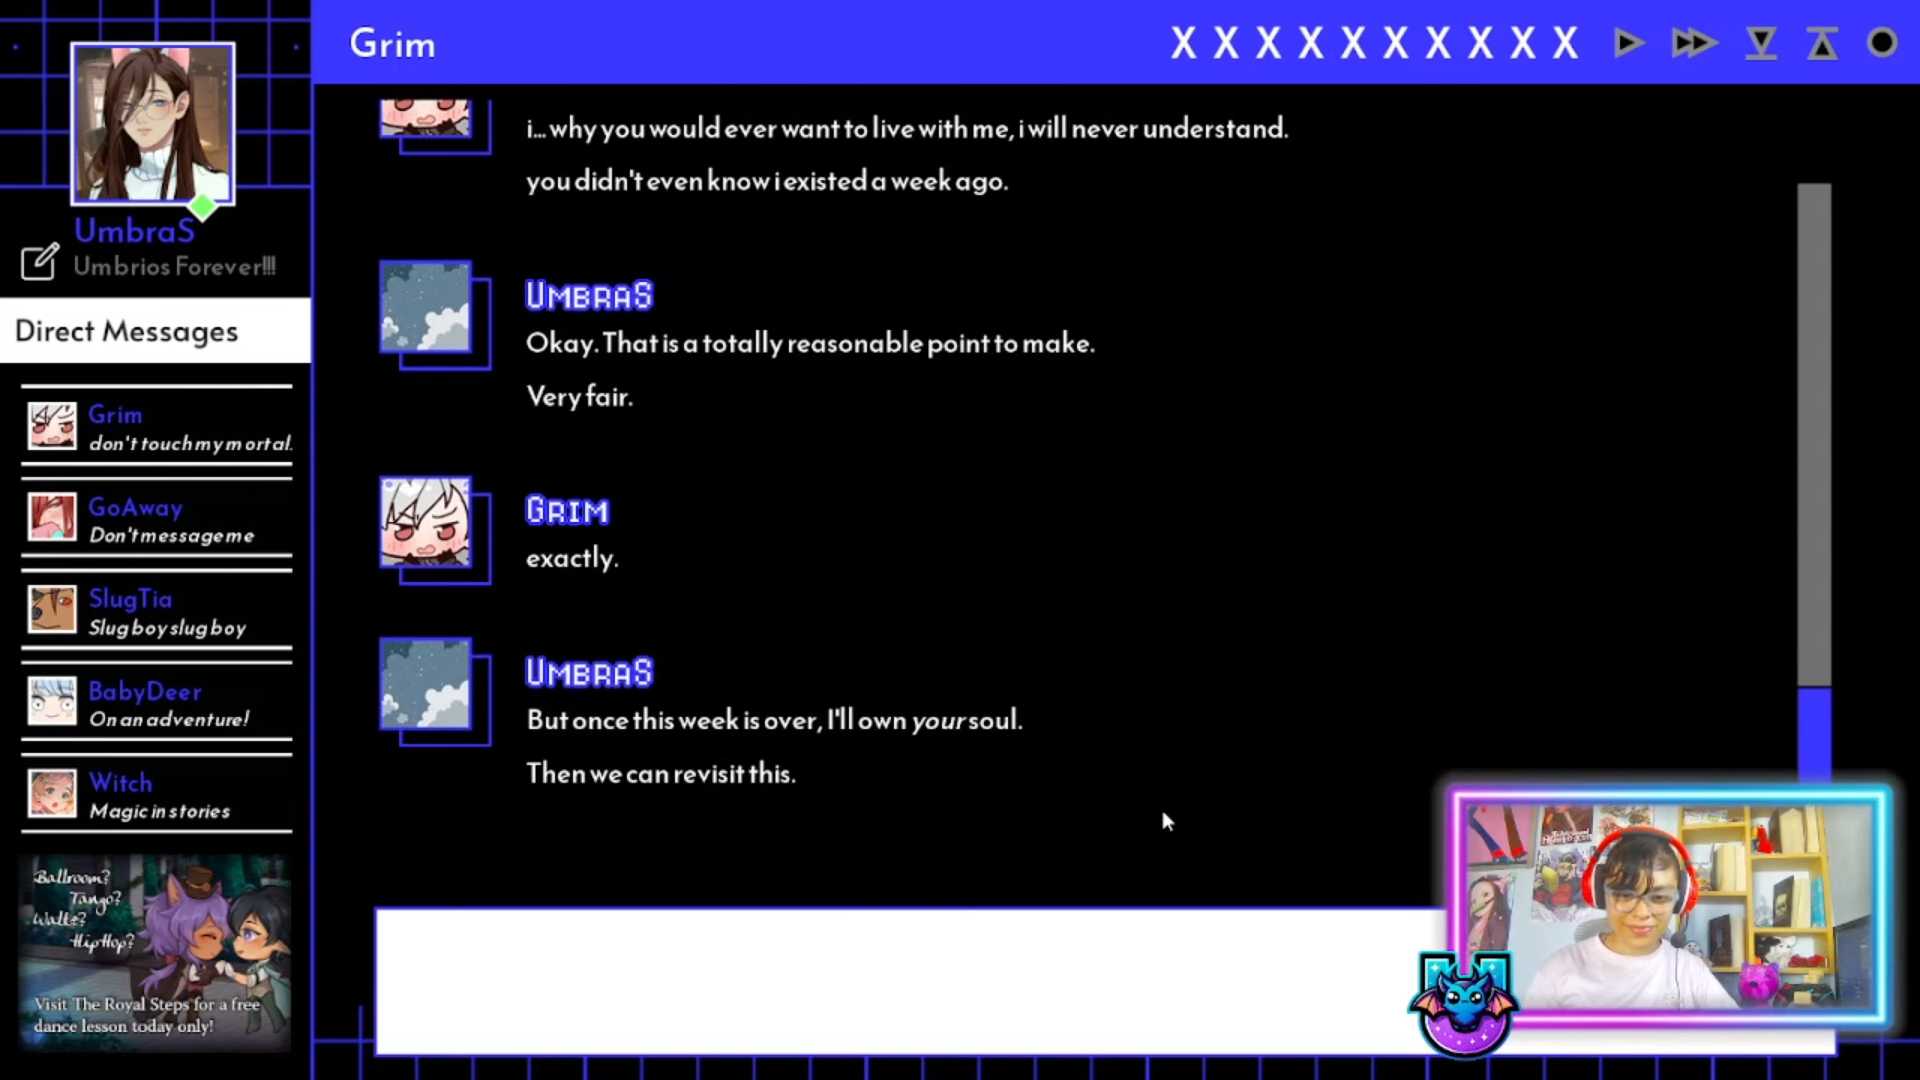 UmbraS
Umbrios Forever!!!
Direct Messages
Grim
don't touch my mortal.
GoAway
Don't message me
SlugTia
Slug boy slug boy
BabyDeer
On an adventure!
Witch
Magic in stories
Ballroom?
Tango?
Waltz?
Hip Hop?
Visit The Royal Steps for a free
dance lesson today only!
Grim
X X X X X X X X X X
i... why you would ever want to live with me, i will never understand.
you didn't even know i existed a week ago.
UmbraS
Okay. That is a totally reasonable point to make.
Very fair.
Grim
exactly.
UmbraS
But once this week is over, I'll own your soul.
Then we can revisit this.